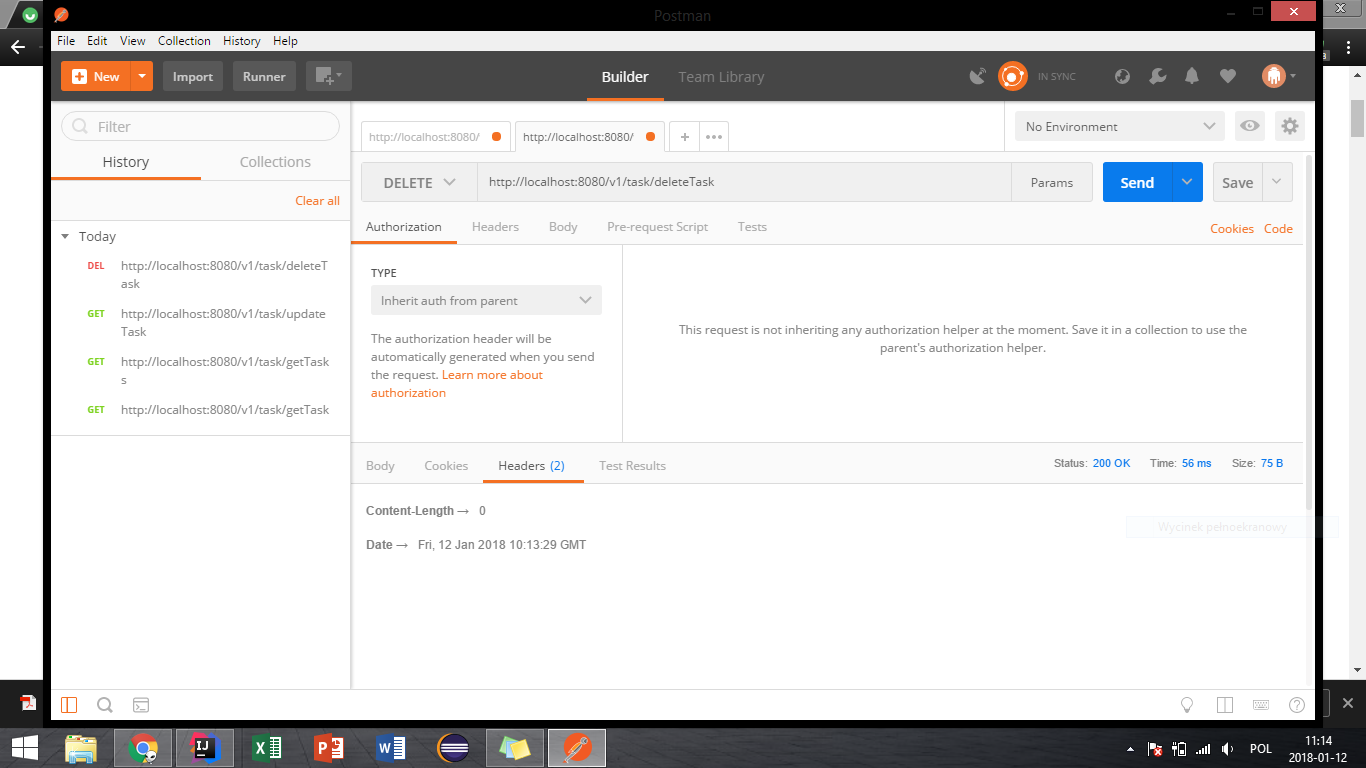 Postman
File Edit View Collection History Help
New Import Runner Builder Team Library IN SYNC
Filter
History Collections
Clear all
Today
DEL http://localhost:8080/v1/task/deleteT
ask
GET http://localhost:8080/v1/task/update
Task
GET http://localhost:8080/v1/task/getTask
s
GET http://localhost:8080/v1/task/getTask
http://localhost:8080/ http://localhost:8080/ + ••• No Environment
DELETE http://localhost:8080/v1/task/deleteTask Params Send Save
Authorization Headers Body Pre-request Script Tests Cookies Code
TYPE
Inherit auth from parent
The authorization header will be
automatically generated when you send
the request. Learn more about
authorization
This request is not inheriting any authorization helper at the moment. Save it in a collection to use the
parent's authorization helper.
Body Cookies Headers (2) Test Results Status: 200 OK Time: 56 ms Size: 75 B
Content-Length → 0
Date → Fri, 12 Jan 2018 10:13:29 GMT
Wycinek pełnoekranowy
POL 11:14
2018-01-12